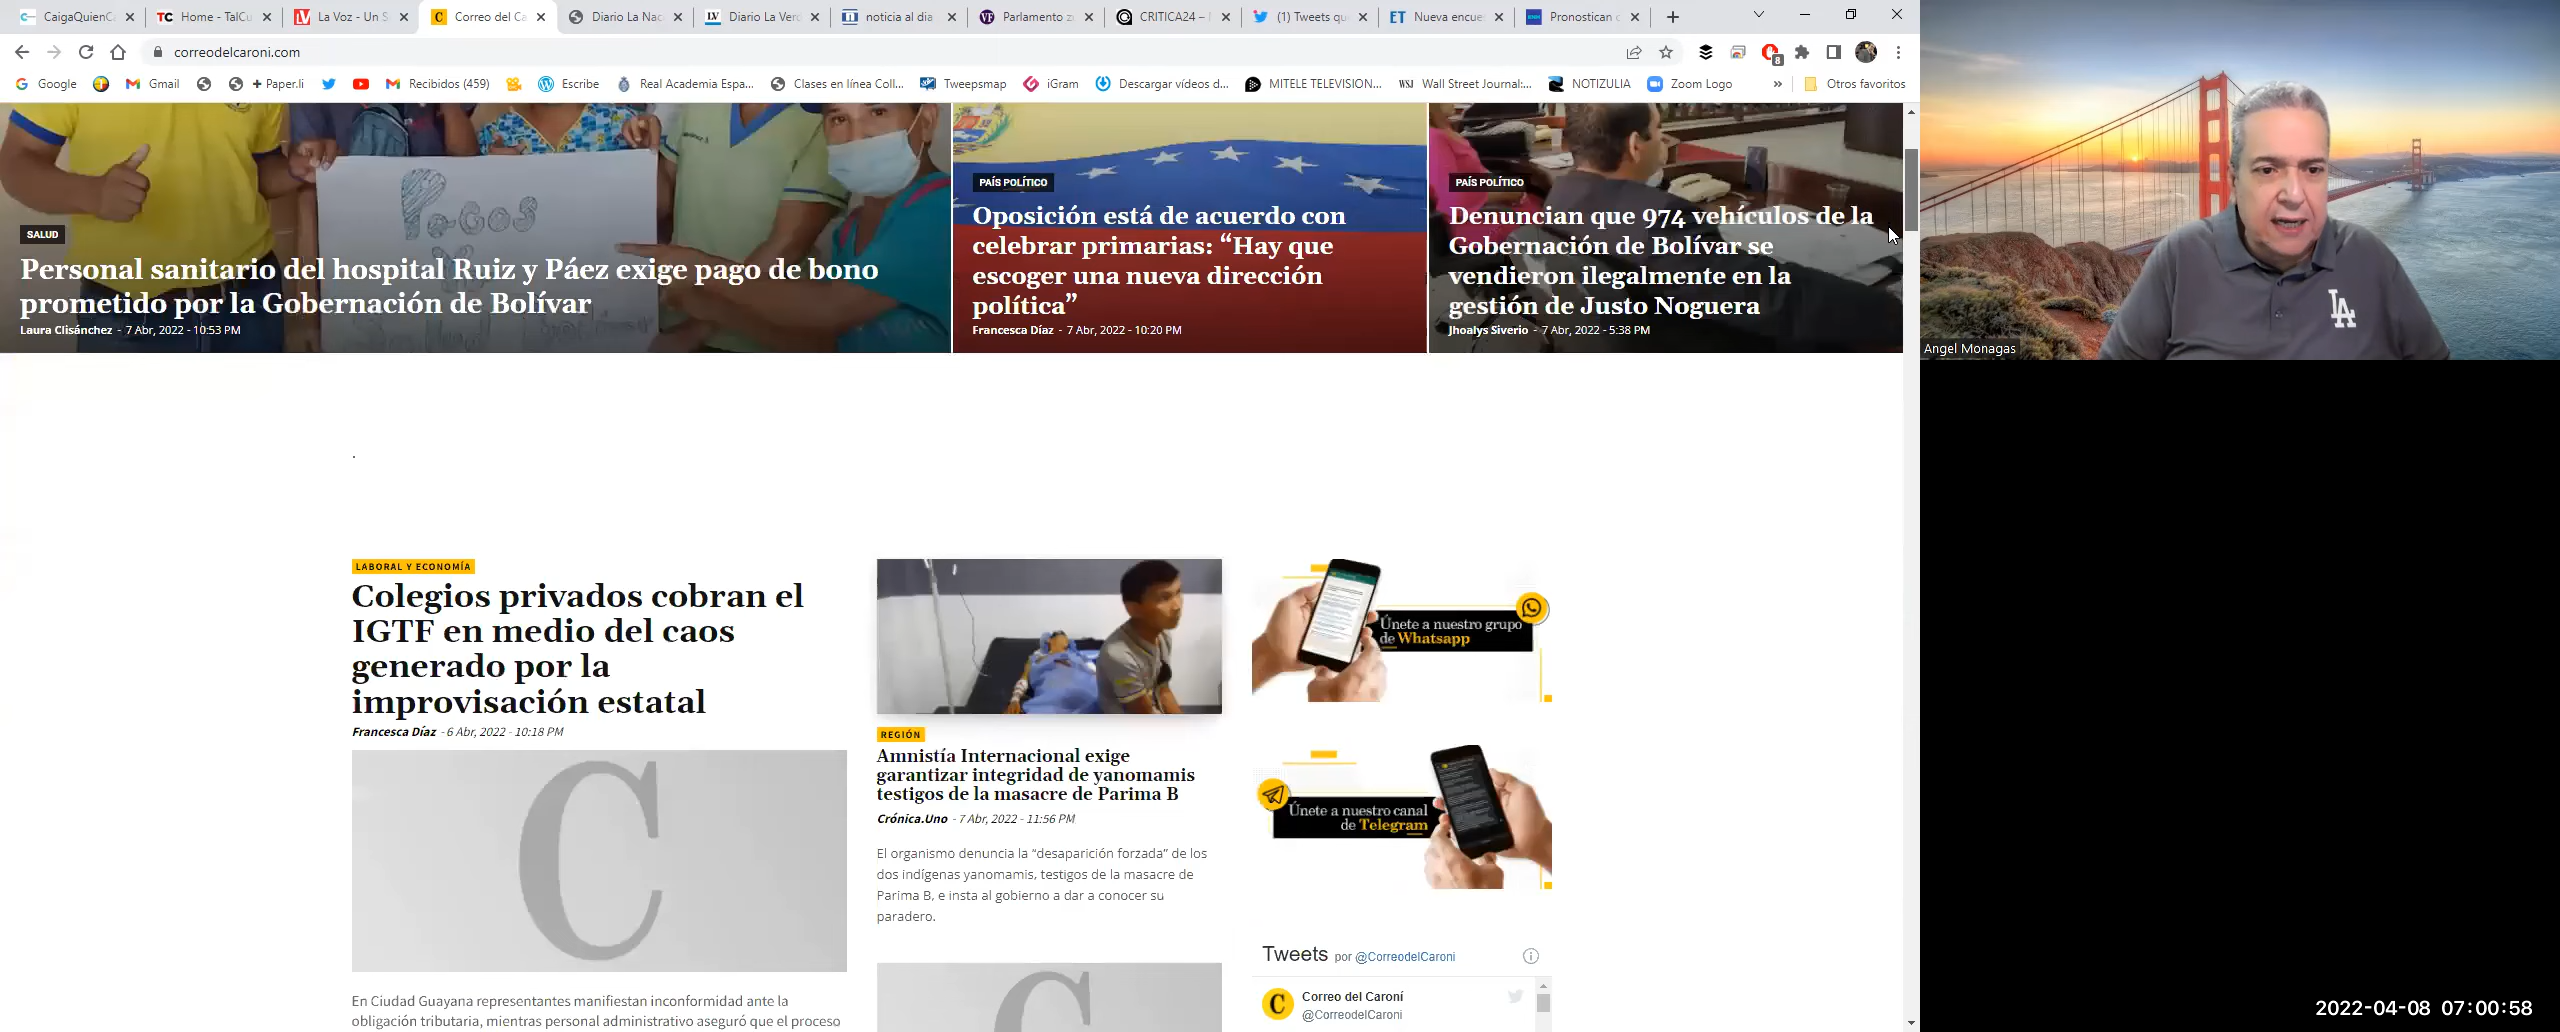 CaigaQuienCa
Home - TalCu
La Voz - Un S
Correo del Ca
Diario La Nac
Diario La Verd
noticia al dia
Parlamento z
CRITICA24 –
(1) Tweets qu
Nueva encues
Pronostican c
correodelcaroni.com
Google
Gmail
+ Paper.li
Recibidos (459)
Escribe
Real Academia Espa...
Clases en línea Coll...
Tweepsmap
iGram
Descargar vídeos d...
MITELE TELEVISION...
WSJ
Wall Street Journal:...
NOTIZULIA
Zoom Logo
»
Otros favoritos
SALUD
Personal sanitario del hospital Ruiz y Páez exige pago de bono
prometido por la Gobernación de Bolívar
Laura Clisánchez - 7 Abr, 2022 - 10:53 PM
PAÍS POLÍTICO
Oposición está de acuerdo con
celebrar primarias: “Hay que
escoger una nueva dirección
política”
Francesca Díaz - 7 Abr, 2022 - 10:20 PM
PAÍS POLÍTICO
Denuncian que 974 vehículos de la
Gobernación de Bolívar se
vendieron ilegalmente en la
gestión de Justo Noguera
Jhoalys Siverio - 7 Abr, 2022 - 5:38 PM
LA
Angel Monagas
.
LABORAL Y ECONOMÍA
Colegios privados cobran el
IGTF en medio del caos
generado por la
improvisación estatal
Francesca Díaz - 6 Abr, 2022 - 10:18 PM
C
En Ciudad Guayana representantes manifiestan inconformidad ante la
obligación tributaria, mientras personal administrativo aseguró que el proceso
REGIÓN
Amnistía Internacional exige
garantizar integridad de yanomamis
testigos de la masacre de Parima B
Crónica.Uno - 7 Abr, 2022 - 11:56 PM
El organismo denuncia la “desaparición forzada” de los
dos indígenas yanomamis, testigos de la masacre de
Parima B, e insta al gobierno a dar a conocer su
paradero.
Únete a nuestro grupo
de Whatsapp
Únete a nuestro canal
de Telegram
Tweets por @CorreodelCaroni
Correo del Caroní
@CorreodelCaroni
2022-04-08 07:00:58